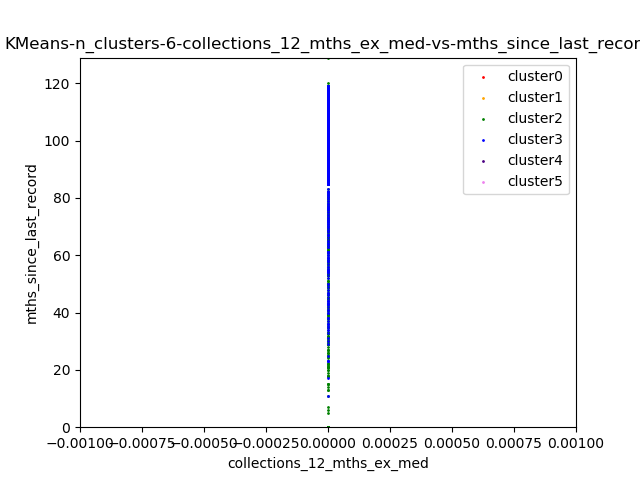 KMeans-n_clusters-6-collections_12_mths_ex_med-vs-mths_since_last_recor
cluster0
cluster1
cluster2
cluster3
cluster4
cluster5
120
100
80
60
40
20
0
mths_since_last_record
−0.00100 −0.00075 −0.00050 −0.00025 0.00000 0.00025 0.00050 0.00075 0.00100
collections_12_mths_ex_med